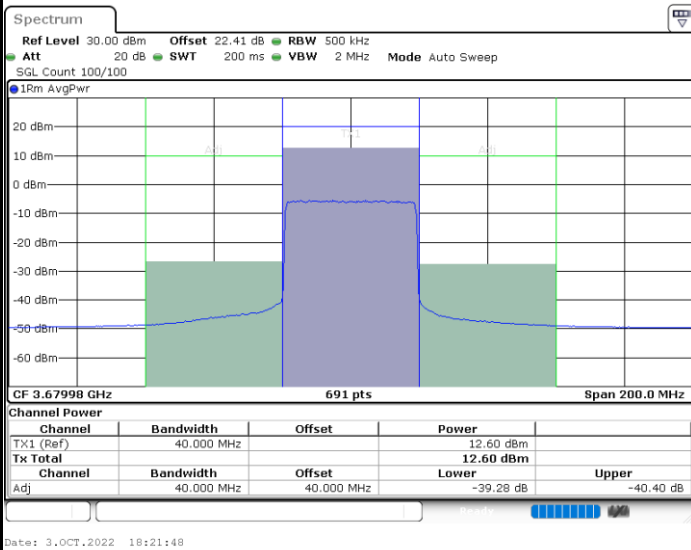 Spectrum
Ref Level 30.00 dBm Offset 22.41 dB RBW 500 kHz
Att 20 dB SWT 200 ms VBW 2 MHz Mode Auto Sweep
SGL Count 100/100
1Rm AvgPwr
20 dBm
TX1
Adj Adj
10 dBm
0 dBm
-10 dBm
-20 dBm
-30 dBm
-40 dBm
-50 dBm
-60 dBm
CF 3.67998 GHz 691 pts Span 200.0 MHz
Channel Power
Channel Bandwidth Offset Power
TX1 (Ref) 40.000 MHz 12.60 dBm
Tx Total 12.60 dBm
Channel Bandwidth Offset Lower Upper
Adj 40.000 MHz 40.000 MHz -39.28 dB -40.40 dB
Ready
Date: 3.OCT.2022 18:21:48